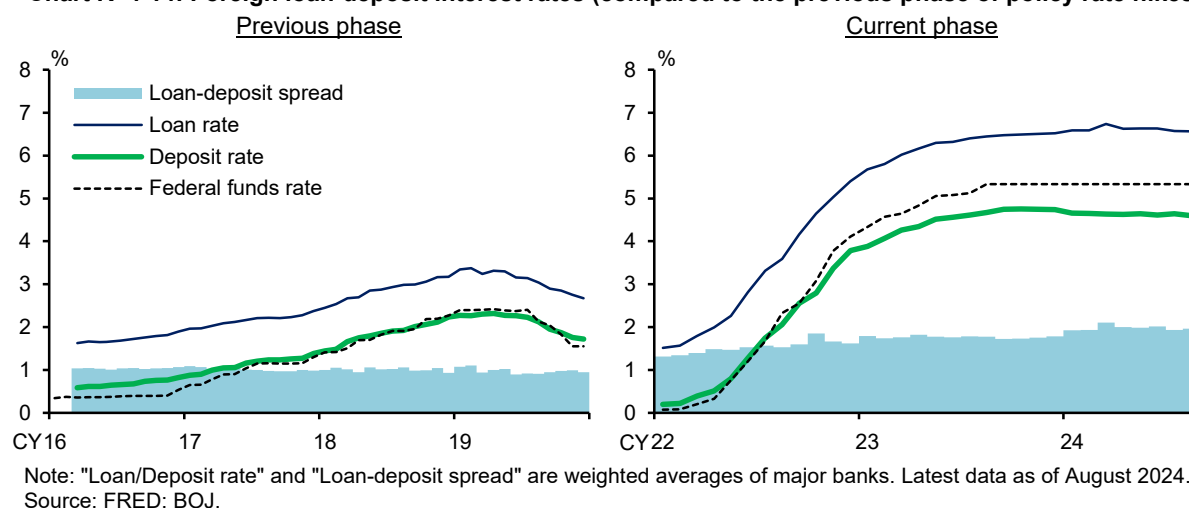 Previous phase
Current phase
%
8
7
6
5
4
3
2
1
0
Loan-deposit spread
Loan rate
Deposit rate
Federal funds rate
CY16
17
18
19
%
8
7
6
5
4
3
2
1
0
CY22
23
24
Note: "Loan/Deposit rate" and "Loan-deposit spread" are weighted averages of major banks. Latest data as of August 2024.
Source: FRED; BOJ.